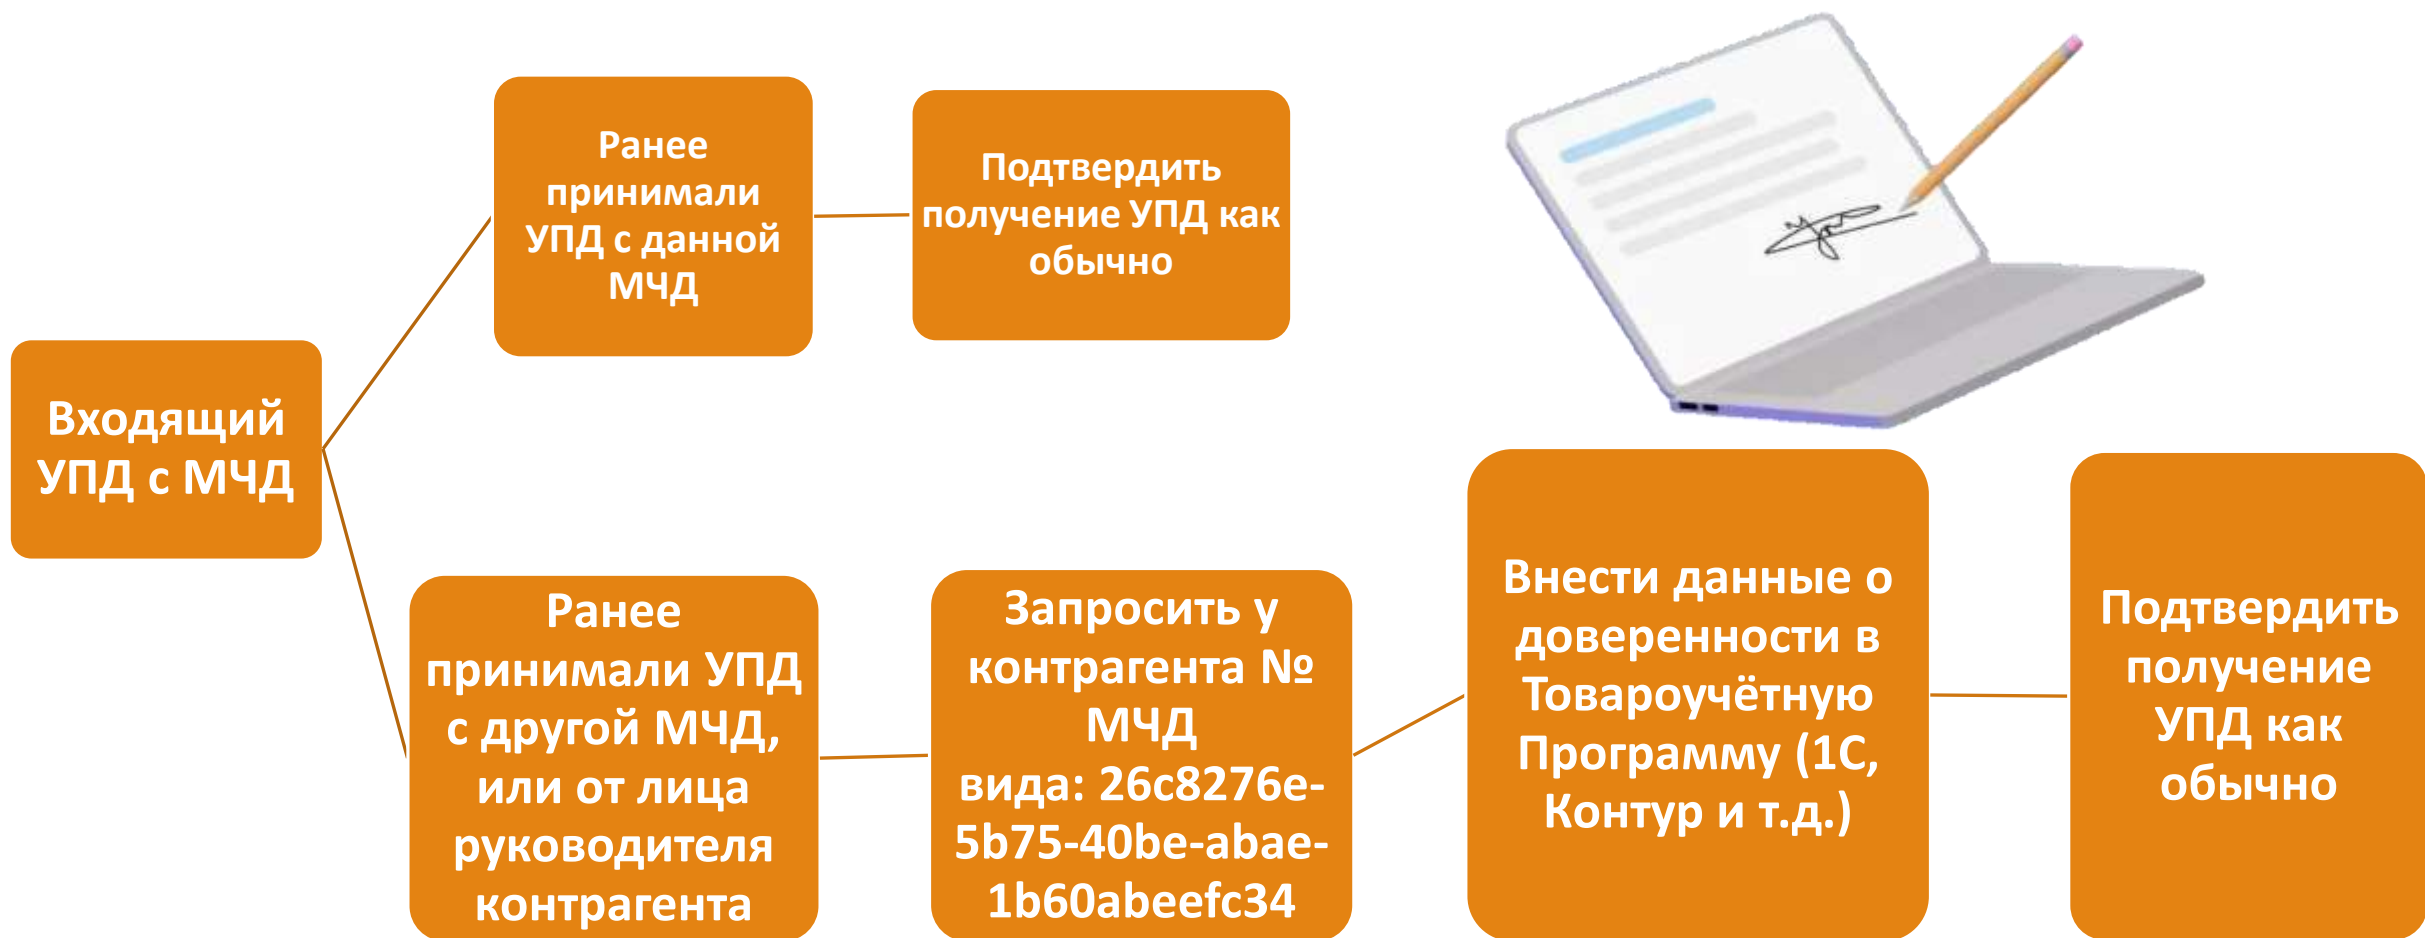 Входящий
УПД с МЧД
Ранее
принимали
УПД с данной
МЧД
Подтвердить
получение УПД как
обычно
Ранее
принимали УПД
с другой МЧД,
или от лица
руководителя
контрагента
Запросить у
контрагента №
МЧД
вида: 26c8276e-
5b75-40be-abae-
1b60abeefc34
Внести данные о
доверенности в
Товароучётную
Программу (1С,
Контур и т.д.)
Подтвердить
получение
УПД как
обычно